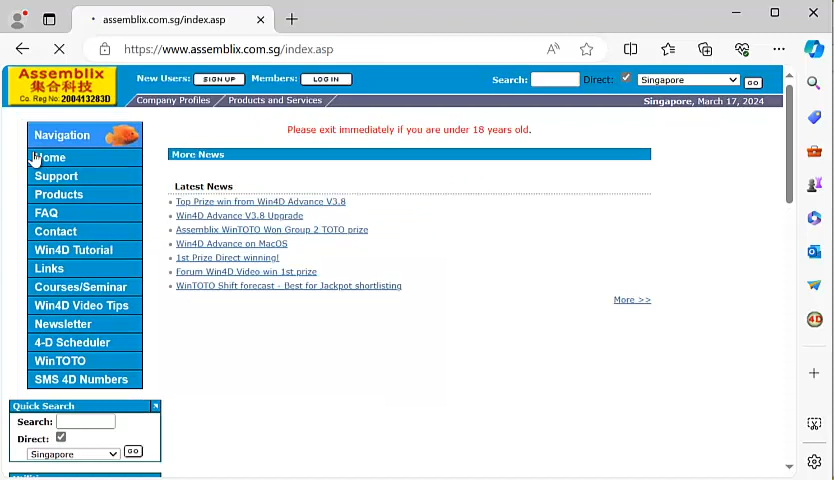 assemblix.com.sg/index.asp
https://www.assemblix.com.sg/index.asp
Assemblix
集合科技
Co. Reg No: 200413283D
New Users: SIGN UP Members: LOG IN Search: Direct: Singapore GO
Company Profiles Products and Services Singapore, March 17, 2024
Navigation
Home
Support
Products
FAQ
Contact
Win4D Tutorial
Links
Courses/Seminar
Win4D Video Tips
Newsletter
4-D Scheduler
WinTOTO
SMS 4D Numbers
Quick Search
Search:
Direct:
Singapore GO
Please exit immediately if you are under 18 years old.
More News
Latest News
Top Prize win from Win4D Advance V3.8
Win4D Advance V3.8 Upgrade
Assemblix WinTOTO Won Group 2 TOTO prize
Win4D Advance on MacOS
1st Prize Direct winning!
Forum Win4D Video win 1st prize
WinTOTO Shift forecast - Best for Jackpot shortlisting
More >>
4D